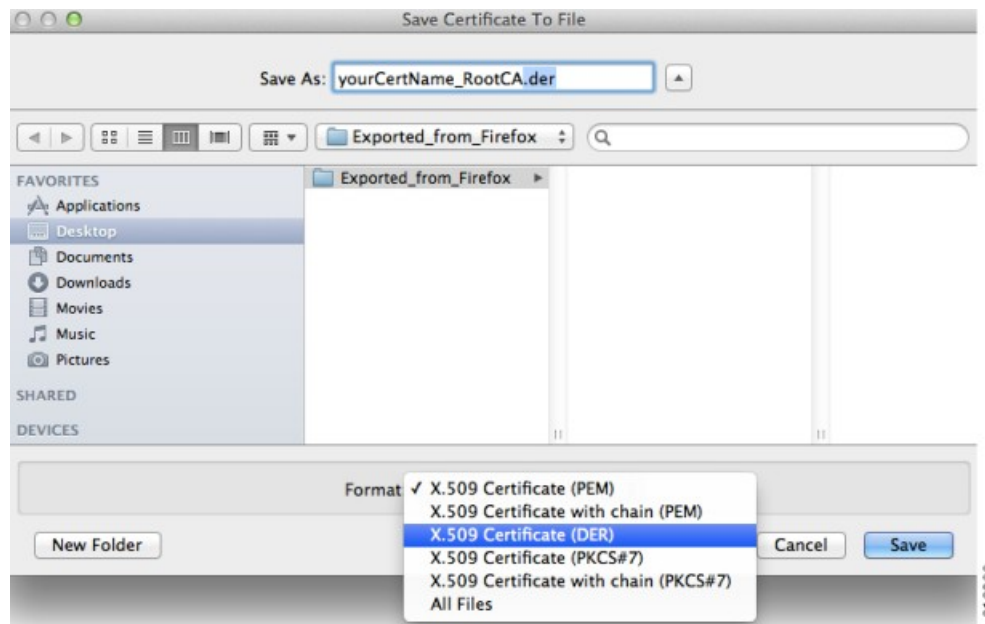 Save Certificate To File
Save As: yourCertName_RootCA.der
Exported_from_Firefox
FAVORITES
Exported_from_Firefox
Applications
Desktop
Documents
Downloads
Movies
Music
Pictures
SHARED
DEVICES
Format: ✓ X.509 Certificate (PEM)
X.509 Certificate with chain (PEM)
X.509 Certificate (DER)
X.509 Certificate (PKCS#7)
X.509 Certificate with chain (PKCS#7)
All Files
New Folder
Cancel
Save